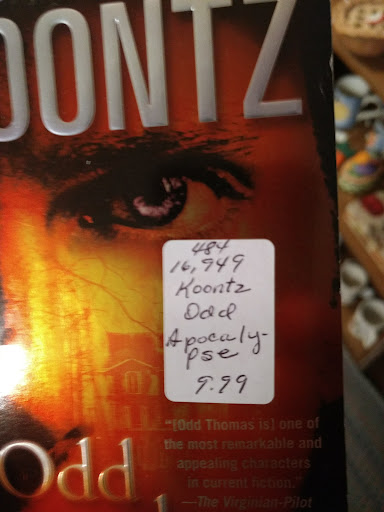 OONTZ
484
16,949
Koontz
Odd
Apocaly-
pse
9.99
"[Odd Thomas is] one of
the most remarkable and
appealing characters
in current fiction."
—The Virginian-Pilot
Odd